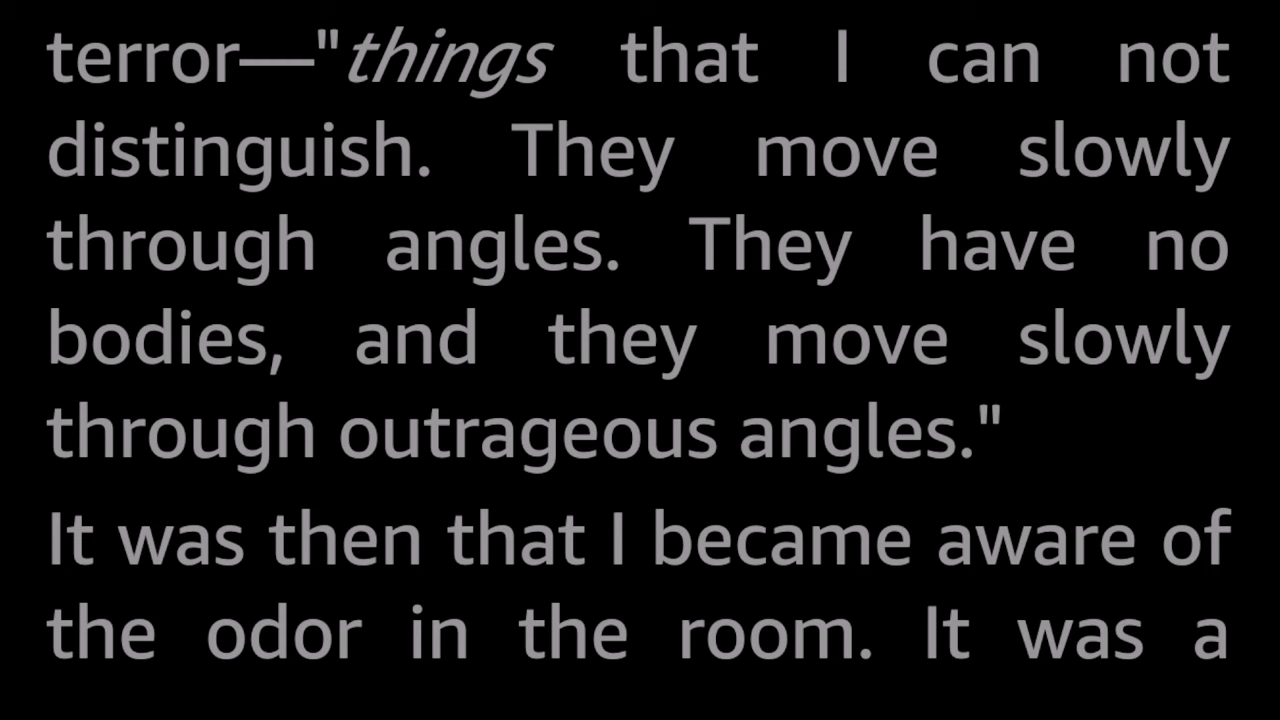 terror—"things that I can not
distinguish. They move slowly
through angles. They have no
bodies, and they move slowly
through outrageous angles."
It was then that I became aware of
the odor in the room. It was a